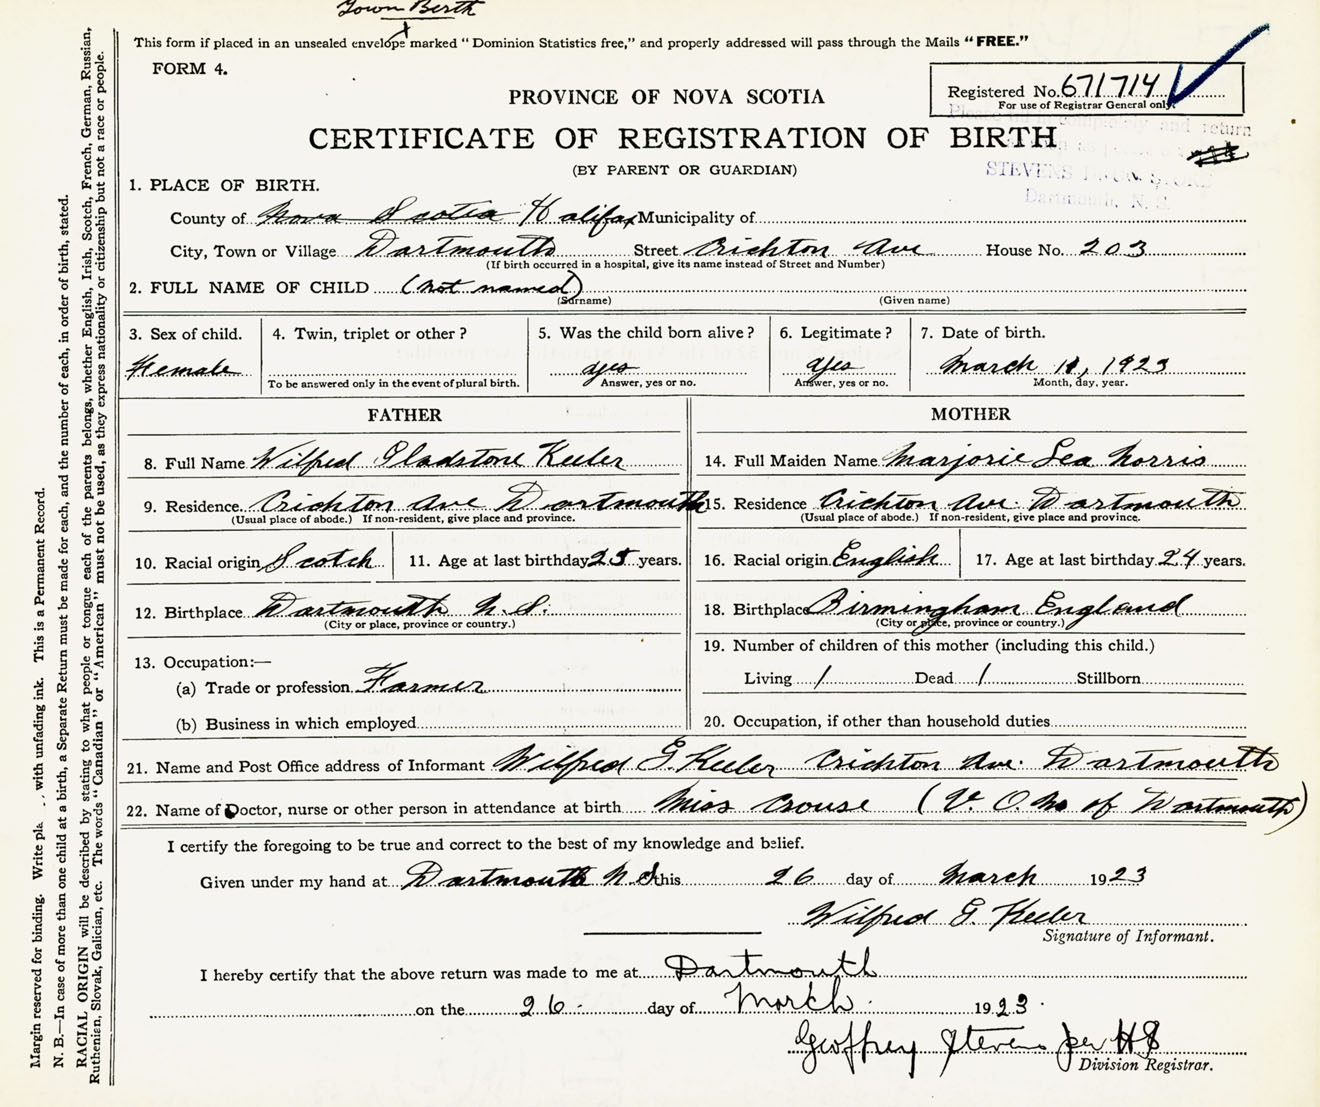 Town Berth
This form if placed in an unsealed envelope marked " Dominion Statistics free," and properly addressed will pass through the Mails " FREE."
FORM 4.
Registered No. 671714
For use of Registrar General only.
PROVINCE OF NOVA SCOTIA
CERTIFICATE OF REGISTRATION OF BIRTH
(BY PARENT OR GUARDIAN)
completely and return
STEVENS
Dartmouth, N. S.
1. PLACE OF BIRTH.
County of Nova Scotia Halifax Municipality of
City, Town or Village Dartmouth Street Crichton Ave House No. 203
(If birth occurred in a hospital, give its name instead of Street and Number)
2. FULL NAME OF CHILD (not named)
(Surname) (Given name)
3. Sex of child. 4. Twin, triplet or other ? 5. Was the child born alive ? 6. Legitimate ? 7. Date of birth.
Female yes yes March 11, 1923
To be answered only in the event of plural birth. Answer, yes or no. Answer, yes or no. Month, day, year.
FATHER MOTHER
8. Full Name Wilfred Gladstone Keeler 14. Full Maiden Name Marjorie Lea Norris
9. Residence Crichton Ave Dartmouth 15. Residence Crichton Ave. Dartmouth
(Usual place of abode.) If non-resident, give place and province. (Usual place of abode.) If non-resident, give place and province.
10. Racial origin Scotch 11. Age at last birthday 25 years. 16. Racial origin English 17. Age at last birthday 24 years.
12. Birthplace Dartmouth N.S. 18. Birthplace Birmingham England
(City or place, province or country.) (City or place, province or country.)
13. Occupation:— 19. Number of children of this mother (including this child.)
(a) Trade or profession Farmer Living 1 Dead 1 Stillborn
(b) Business in which employed 20. Occupation, if other than household duties
21. Name and Post Office address of Informant Wilfred G. Keeler Crichton Ave. Dartmouth
22. Name of Doctor, nurse or other person in attendance at birth Miss Crouse (V. O. No of Dartmouth)
I certify the foregoing to be true and correct to the best of my knowledge and belief.
Given under my hand at Dartmouth N.S. this 26 day of March 1923
Wilfred G. Keeler
Signature of Informant.
I hereby certify that the above return was made to me at Dartmouth
on the 26 day of March 1923.
Geoffrey Stevens per HS
Division Registrar.
Margin reserved for binding. Write pla with unfading ink. This is a Permanent Record.
N. B.—In case of more than one child at a birth, a Separate Return must be made for each, and the number of each, in order of birth, stated.
RACIAL ORIGIN will be described by stating to what people or tongue each of the parents belongs, whether English, Irish, Scotch, French, German, Russian,
Ruthenian, Slovak, Galician, etc. The words " Canadian " or " American " must not be used, as they express nationality or citizenship but not a race or people.